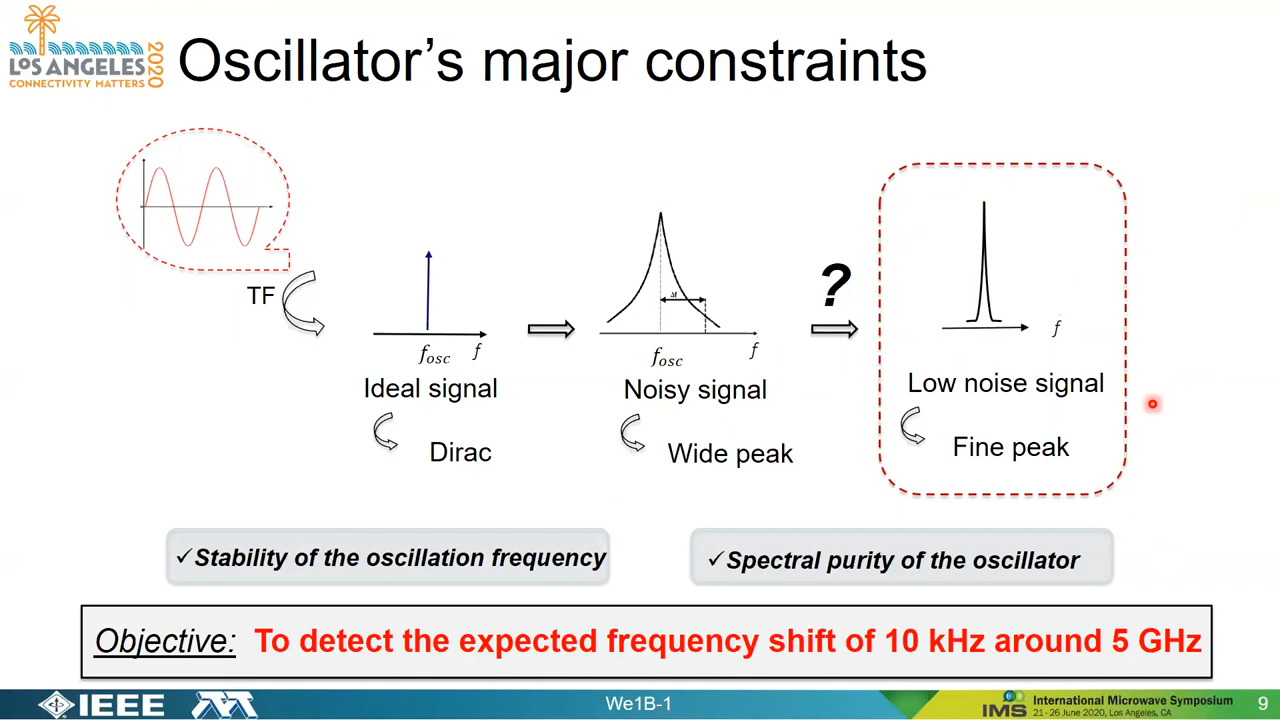 LOS ANGELES
CONNECTIVITY MATTERS
2020
Oscillator's major constraints
TF
f_osc f
Ideal signal
Dirac
Δf
f_osc f
Noisy signal
Wide peak
?
f
Low noise signal
Fine peak
✓Stability of the oscillation frequency
✓Spectral purity of the oscillator
Objective: To detect the expected frequency shift of 10 kHz around 5 GHz
IEEE
We1B-1
IMS
International Microwave Symposium
21-26 June 2020, Los Angeles, CA
9